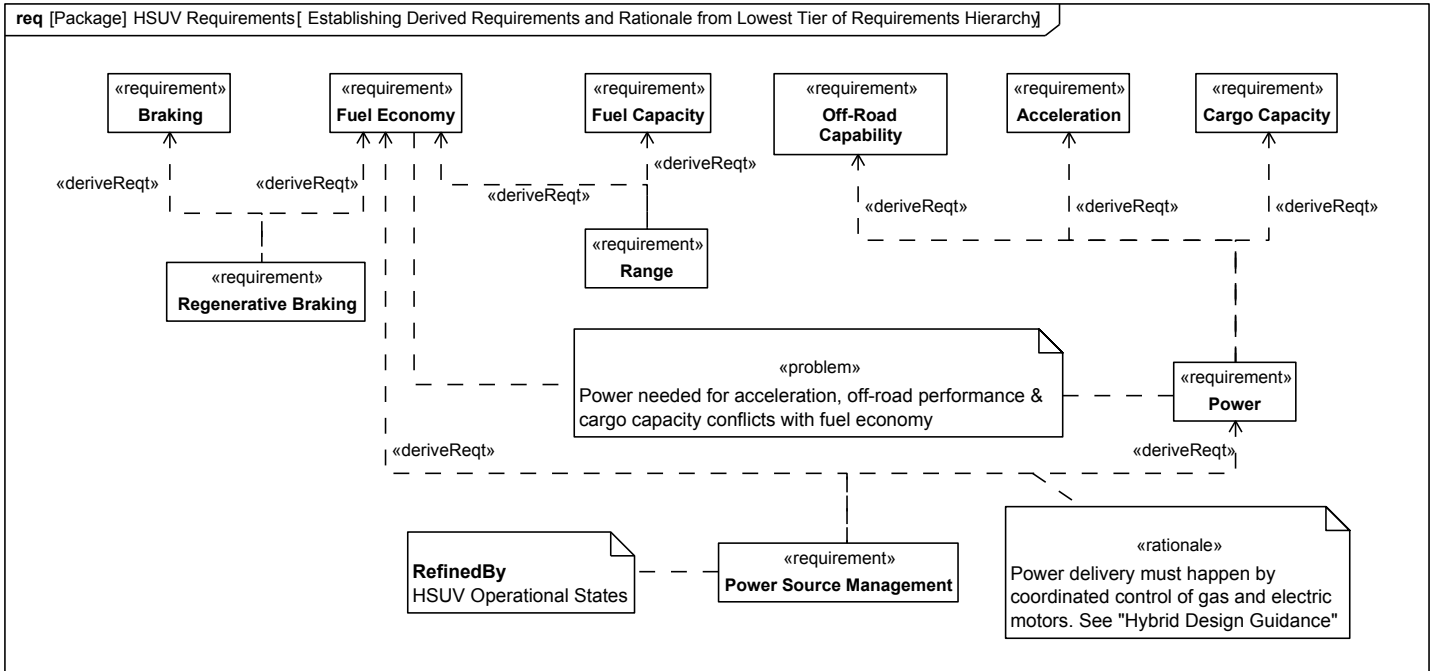 req [Package] HSUV Requirements[ Establishing Derived Requirements and Rationale from Lowest Tier of Requirements Hierarchy]
«requirement»
Braking
«requirement»
Fuel Economy
«requirement»
Fuel Capacity
«requirement»
Off-Road
Capability
«requirement»
Acceleration
«requirement»
Cargo Capacity
«deriveReqt»
«deriveReqt»
«deriveReqt»
«deriveReqt»
«deriveReqt»
«deriveReqt»
«deriveReqt»
«requirement»
Regenerative Braking
«requirement»
Range
«problem»
Power needed for acceleration, off-road performance &
cargo capacity conflicts with fuel economy
«requirement»
Power
«deriveReqt»
«deriveReqt»
RefinedBy
HSUV Operational States
«requirement»
Power Source Management
«rationale»
Power delivery must happen by
coordinated control of gas and electric
motors. See "Hybrid Design Guidance"